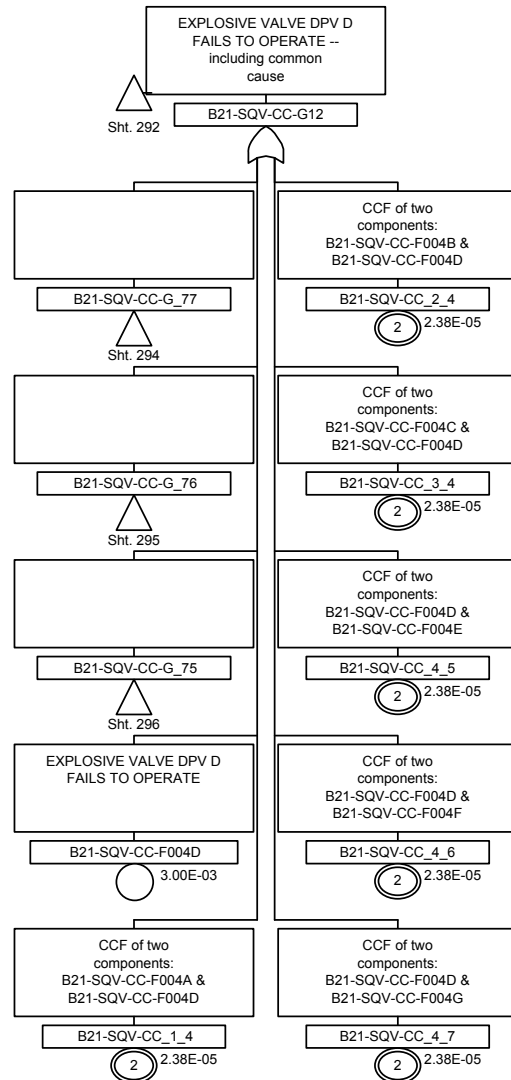 EXPLOSIVE VALVE DPV D
FAILS TO OPERATE --
including common
cause
Sht. 292
B21-SQV-CC-G12
B21-SQV-CC-G_77
Sht. 294
CCF of two
components:
B21-SQV-CC-F004B &
B21-SQV-CC-F004D
B21-SQV-CC_2_4
2
2.38E-05
B21-SQV-CC-G_76
Sht. 295
CCF of two
components:
B21-SQV-CC-F004C &
B21-SQV-CC-F004D
B21-SQV-CC_3_4
2
2.38E-05
B21-SQV-CC-G_75
Sht. 296
CCF of two
components:
B21-SQV-CC-F004D &
B21-SQV-CC-F004E
B21-SQV-CC_4_5
2
2.38E-05
EXPLOSIVE VALVE DPV D
FAILS TO OPERATE
B21-SQV-CC-F004D
3.00E-03
CCF of two
components:
B21-SQV-CC-F004D &
B21-SQV-CC-F004F
B21-SQV-CC_4_6
2
2.38E-05
CCF of two
components:
B21-SQV-CC-F004A &
B21-SQV-CC-F004D
B21-SQV-CC_1_4
2
2.38E-05
CCF of two
components:
B21-SQV-CC-F004D &
B21-SQV-CC-F004G
B21-SQV-CC_4_7
2
2.38E-05